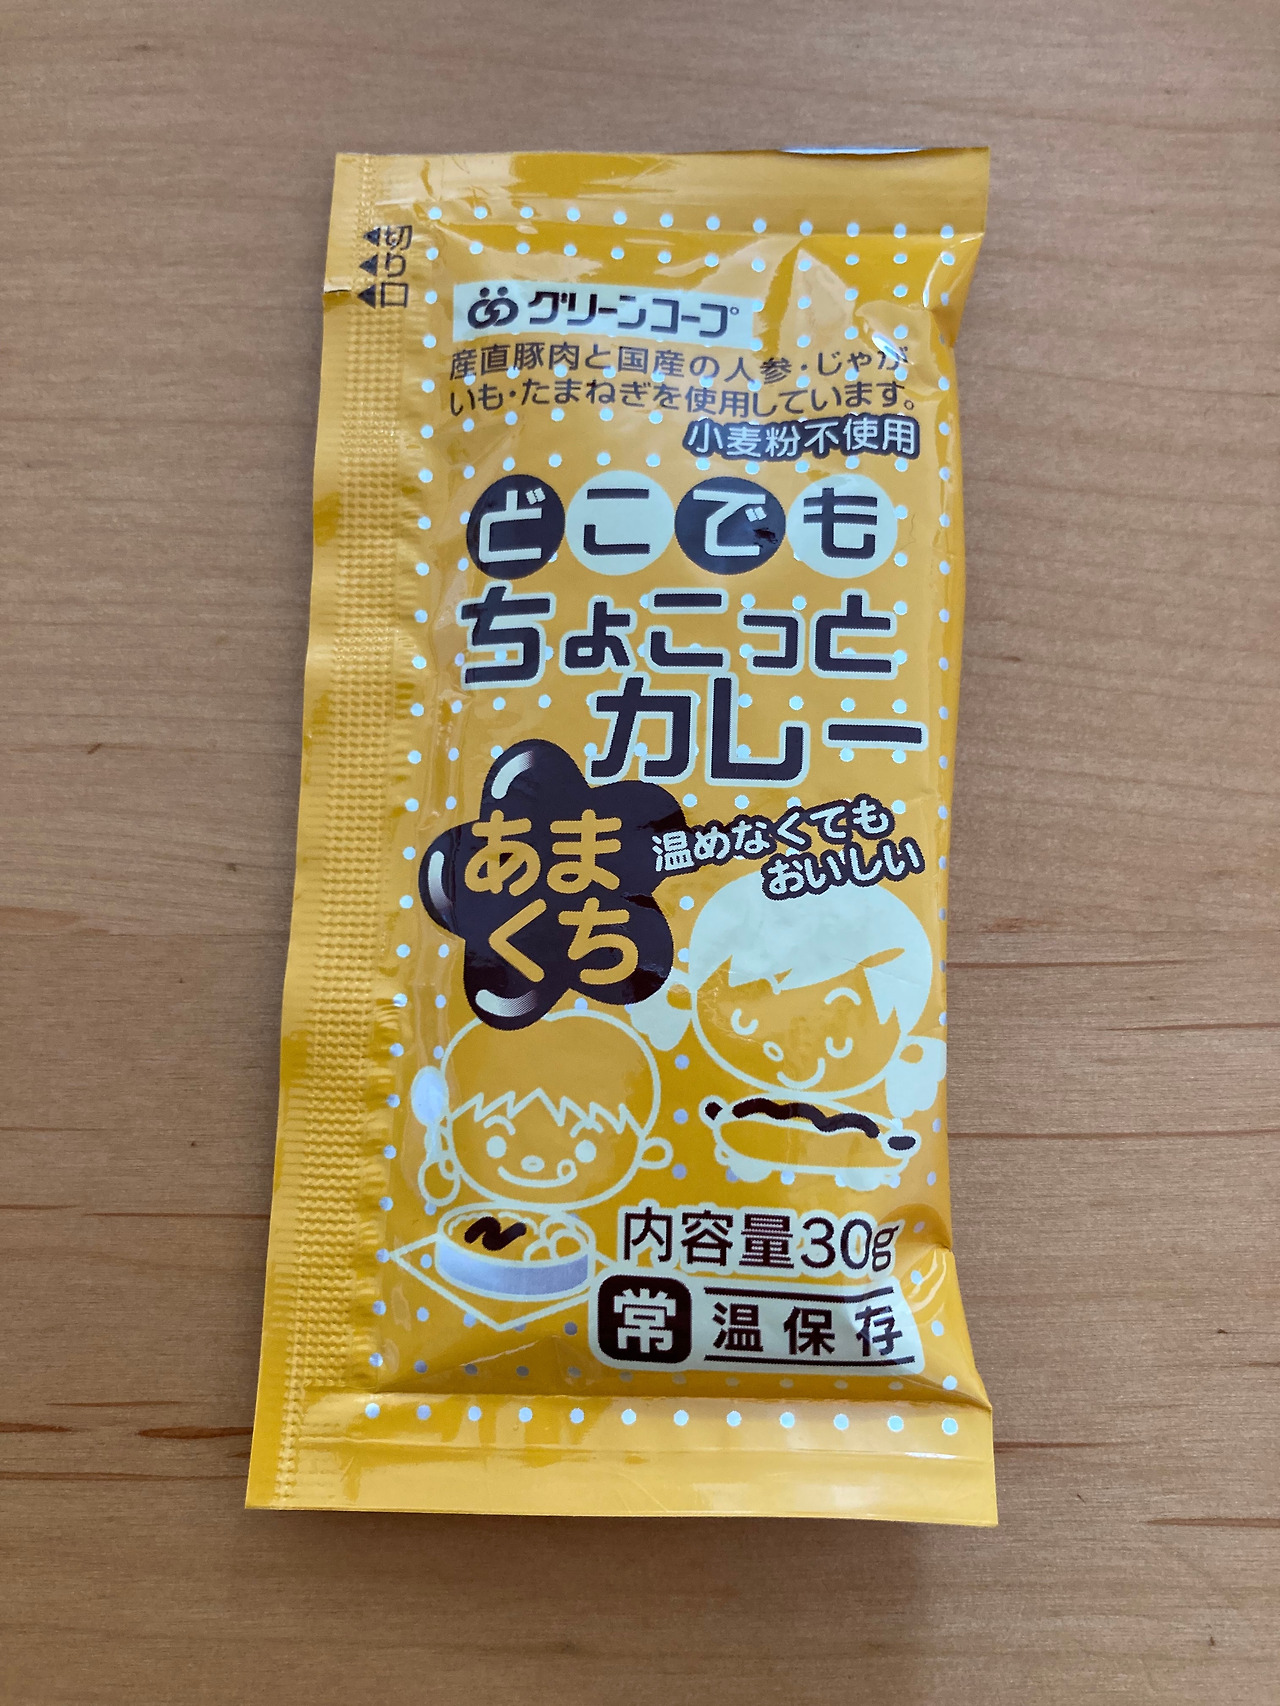 切り口
グリーンコープ
産直豚肉と国産の人参・じゃが
いも・たまねぎを使用しています。
小麦粉不使用
どこでも
ちょこっと
カレー
あま
くち
温めなくても
おいしい
内容量30g
常温保存